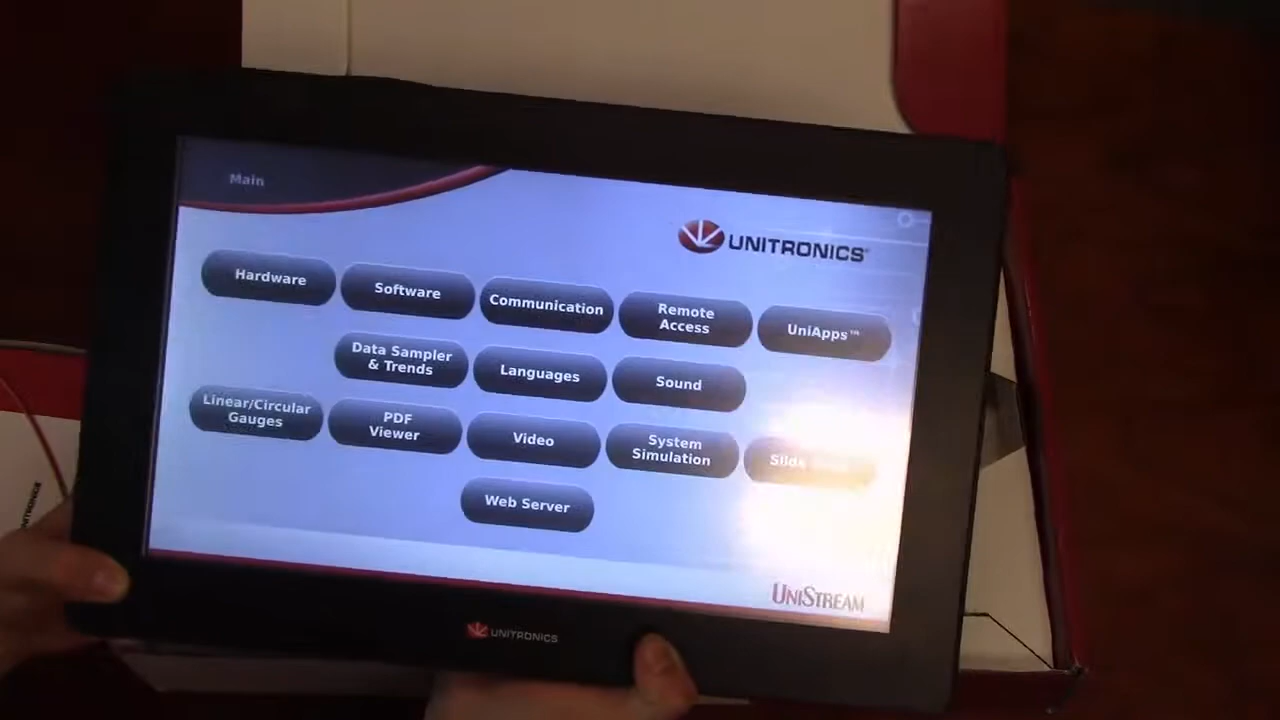 Main
UNITRONICS
Hardware
Software
Communication
Remote
Access
UniApps™
Data Sampler
& Trends
Languages
Sound
Linear/Circular
Gauges
PDF
Viewer
Video
System
Simulation
Web Server
UNISTREAM
UNITRONICS
UNITRONICS